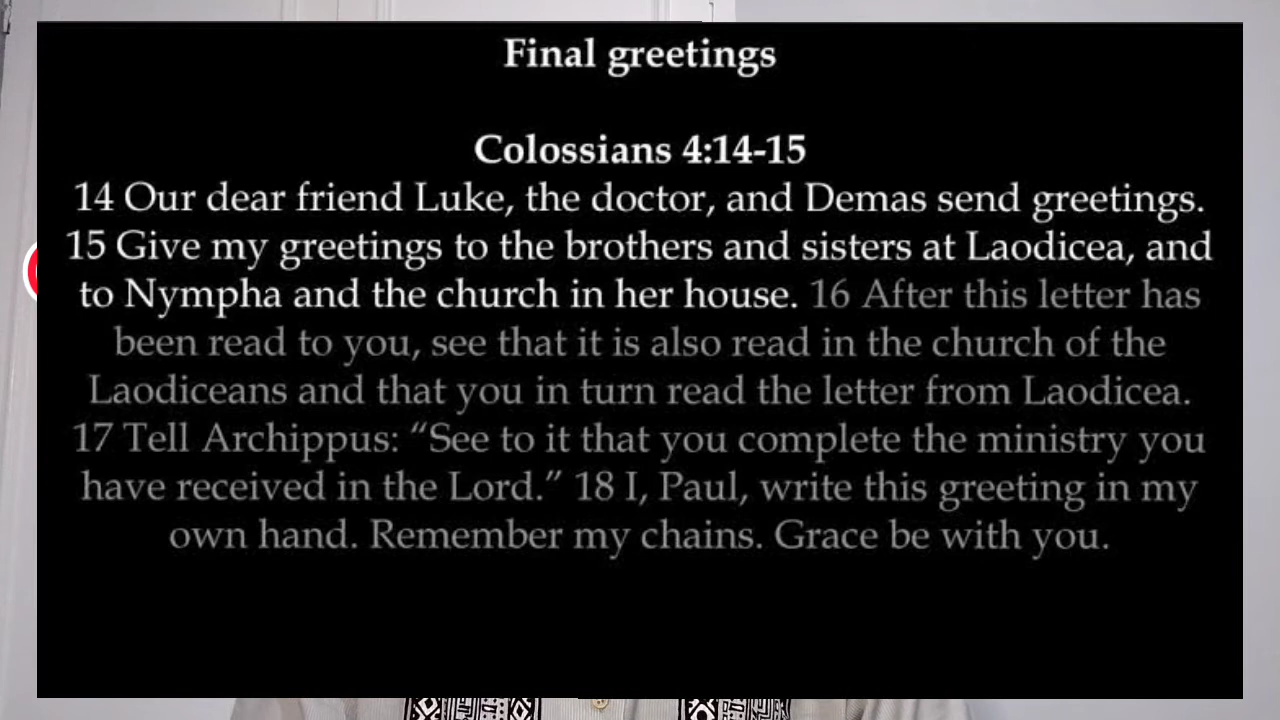 Final greetings
Colossians 4:14-15
14 Our dear friend Luke, the doctor, and Demas send greetings.
15 Give my greetings to the brothers and sisters at Laodicea, and
to Nympha and the church in her house. 16 After this letter has
been read to you, see that it is also read in the church of the
Laodiceans and that you in turn read the letter from Laodicea.
17 Tell Archippus: “See to it that you complete the ministry you
have received in the Lord.” 18 I, Paul, write this greeting in my
own hand. Remember my chains. Grace be with you.